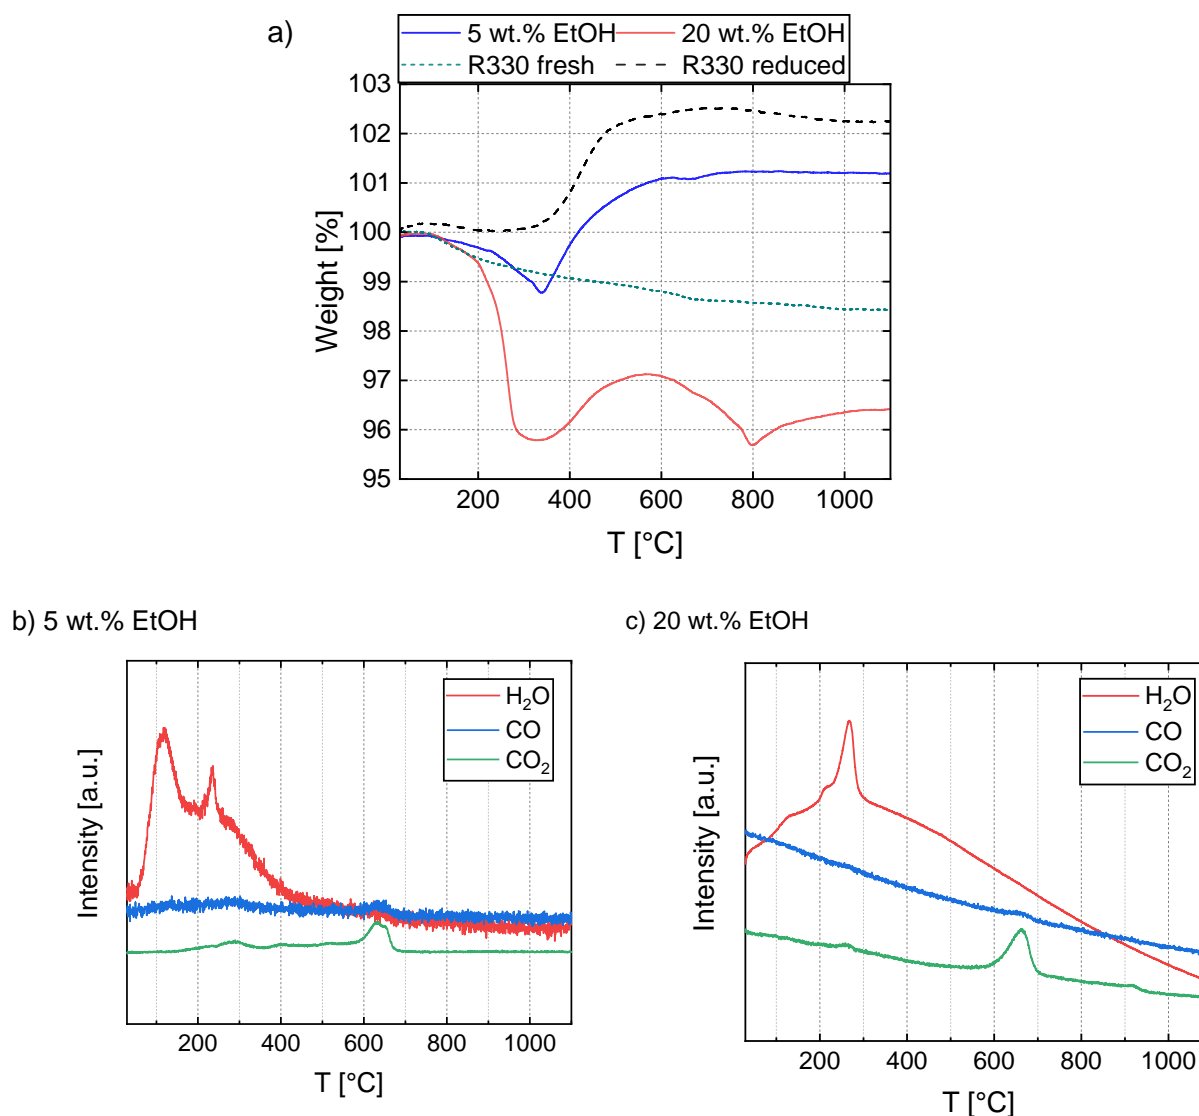 a)
5 wt.% EtOH 20 wt.% EtOH
R330 fresh R330 reduced
103
102
101
100
99
98
97
96
95
Weight [%]
200 400 600 800 1000
T [°C]
b) 5 wt.% EtOH
H₂O
CO
CO₂
Intensity [a.u.]
200 400 600 800 1000
T [°C]
c) 20 wt.% EtOH
H₂O
CO
CO₂
Intensity [a.u.]
200 400 600 800 1000
T [°C]